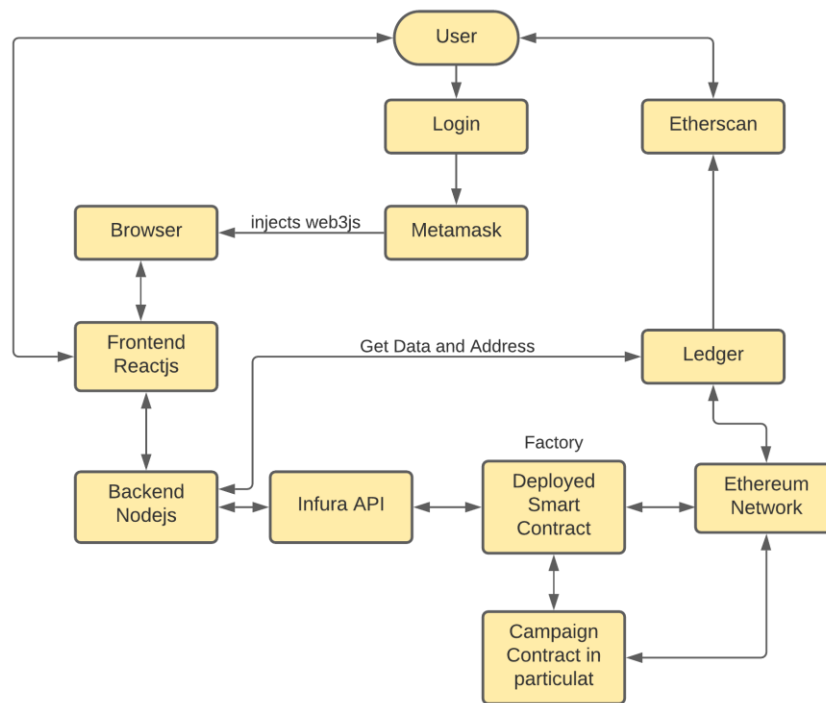 User
Login
Etherscan
Browser
injects web3js
Metamask
Frontend
Reactjs
Get Data and Address
Ledger
Factory
Backend
Nodejs
Infura API
Deployed
Smart
Contract
Ethereum
Network
Campaign
Contract in
particulat